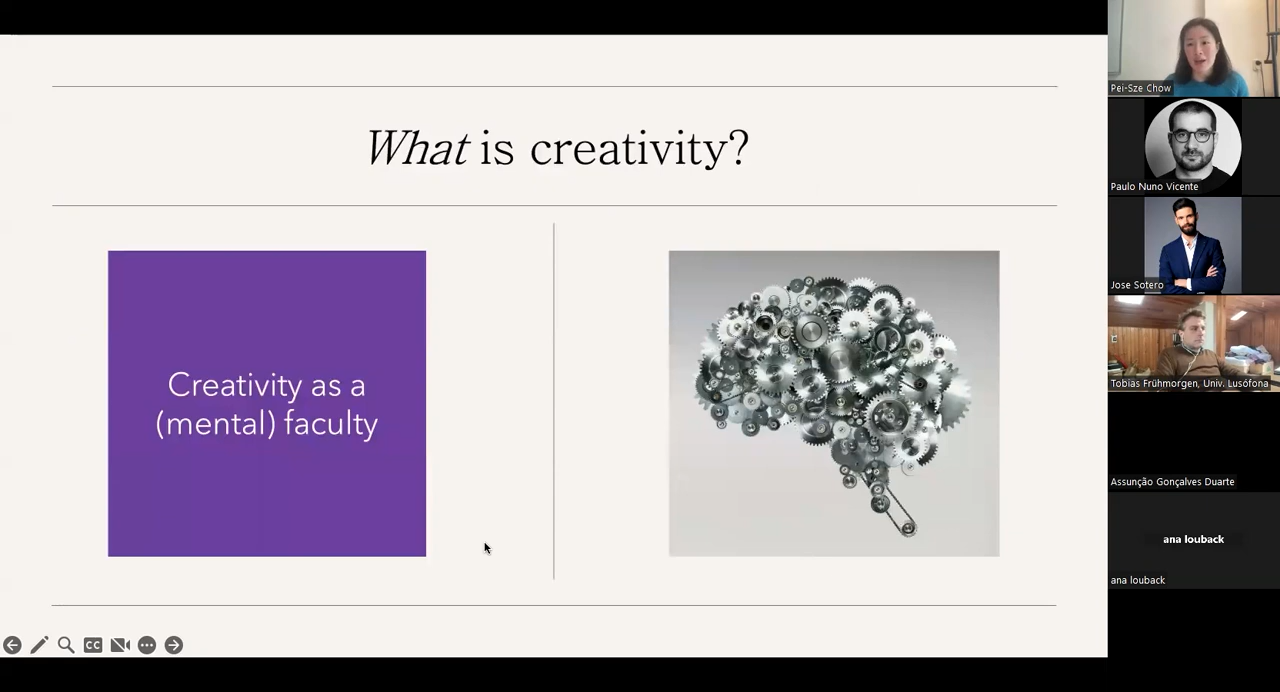 What is creativity?
Creativity as a
(mental) faculty
CC
Pei-Sze Chow
Paulo Nuno Vicente
Jose Sotero
Tobias Frühmorgen, Univ. Lusófona
Assunção Gonçalves Duarte
ana louback
ana louback